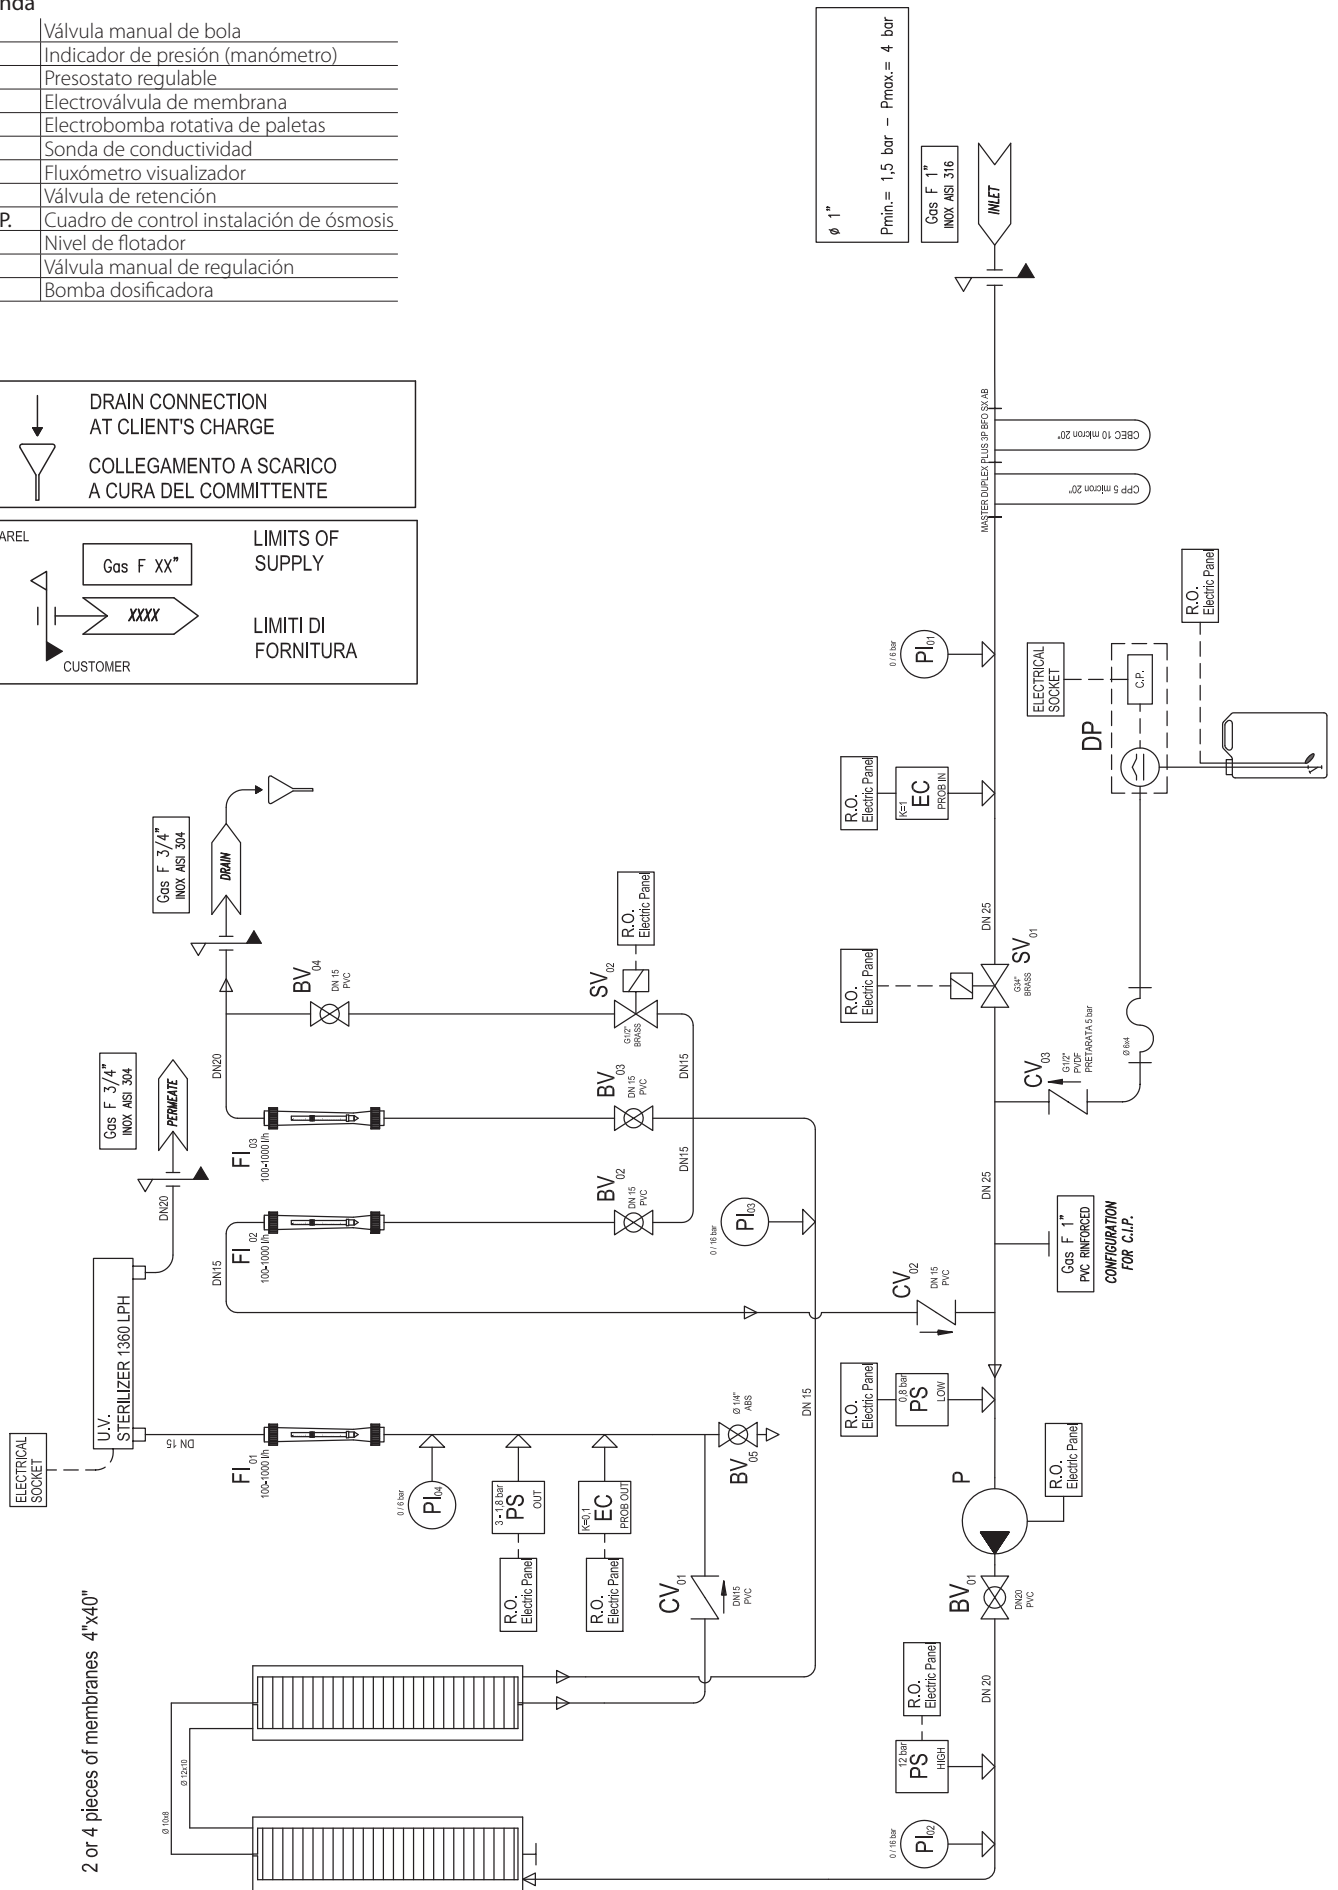 nda
Válvula manual de bola
Indicador de presión (manómetro)
Presostato regulable
Electroválvula de membrana
Electrobomba rotativa de paletas
Sonda de conductividad
Fluxómetro visualizador
Válvula de retención
P. Cuadro de control instalación de ósmosis
Nivel de flotador
Válvula manual de regulación
Bomba dosificadora
DRAIN CONNECTION
AT CLIENT'S CHARGE
COLLEGAMENTO A SCARICO
A CURA DEL COMMITTENTE
AREL
Gas F XX"
XXXX
CUSTOMER
LIMITS OF
SUPPLY
LIMITI DI
FORNITURA
ø 1"
Pmin.= 1,5 bar – Pmax.= 4 bar
Gas F 1"
INOX AISI 316
INLET
MASTER DUPLEX PLUS 3P BFO SX AB
CBEC 10 micron 20"
CPP 5 micron 20"
0 / 6 bar
PI01
R.O.
Electric Panel
K=1
EC
PROB IN
ELECTRICAL
SOCKET
C.P.
DP
R.O.
Electric Panel
DN 25
R.O.
Electric Panel
SV01
G34"
BRASS
CV03
G1/2"
PVDF
PRETARATA 5 bar
Ø 6x4
DN 25
Gas F 1"
PVC RINFORCED
CONFIGURATION
FOR C.I.P.
CV02
DN 15
PVC
R.O.
Electric Panel
0.8 bar
PS
LOW
P
R.O.
Electric Panel
BV01
DN20
PVC
R.O.
Electric Panel
12 bar
PS
HIGH
DN 20
0 / 16 bar
PI02
Gas F 3/4"
INOX AISI 304
DRAIN
BV04
DN 15
PVC
SV02
G1/2"
BRASS
R.O.
Electric Panel
DN20
FI03
100-1000 l/h
BV03
DN 15
PVC
DN15
DN15
Gas F 3/4"
INOX AISI 304
PERMEATE
DN20
DN15
FI02
100-1000 l/h
BV02
DN 15
PVC
0 / 16 bar
PI03
DN 15
U.V.
STERILIZER 1360 LPH
ELECTRICAL
SOCKET
DN 15
FI01
100-1000 l/h
0 / 6 bar
PI04
3 - 1,8 bar
PS
OUT
R.O.
Electric Panel
K=0,1
EC
PROB OUT
R.O.
Electric Panel
Ø 1/4"
ABS
BV05
CV01
DN15
PVC
2 or 4 pieces of membranes 4"x40"
Ø 10x8
Ø 12x10